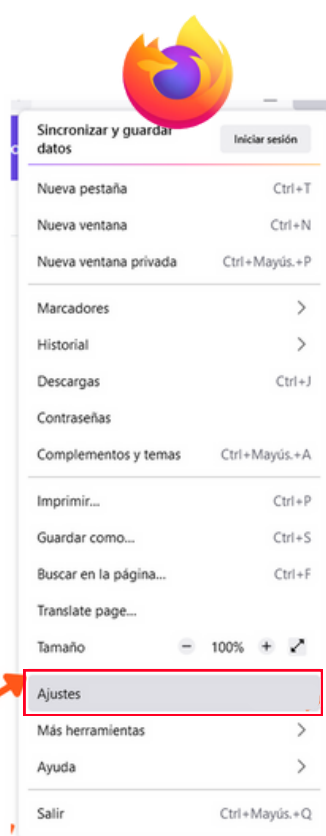 Sincronizar y guardar
datos
Iniciar sesión
Nueva pestaña Ctrl+T
Nueva ventana Ctrl+N
Nueva ventana privada Ctrl+Mayús.+P
Marcadores
Historial
Descargas Ctrl+J
Contraseñas
Complementos y temas Ctrl+Mayús.+A
Imprimir... Ctrl+P
Guardar como... Ctrl+S
Buscar en la página... Ctrl+F
Translate page...
Tamaño − 100% +
Ajustes
Más herramientas
Ayuda
Salir Ctrl+Mayús.+Q